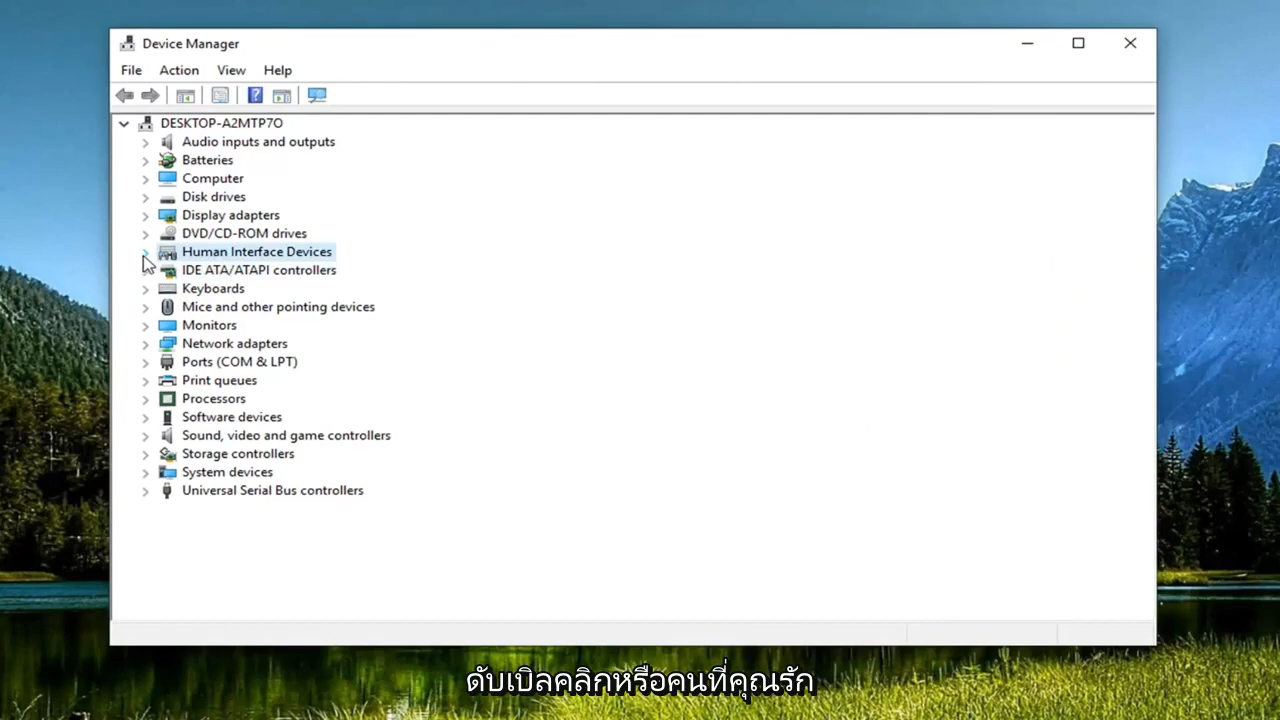 Device Manager
File Action View Help
DESKTOP-A2MTP7O
Audio inputs and outputs
Batteries
Computer
Disk drives
Display adapters
DVD/CD-ROM drives
Human Interface Devices
IDE ATA/ATAPI controllers
Keyboards
Mice and other pointing devices
Monitors
Network adapters
Ports (COM & LPT)
Print queues
Processors
Software devices
Sound, video and game controllers
Storage controllers
System devices
Universal Serial Bus controllers
ดับเบิลคลิกหรือคนที่คุณรัก